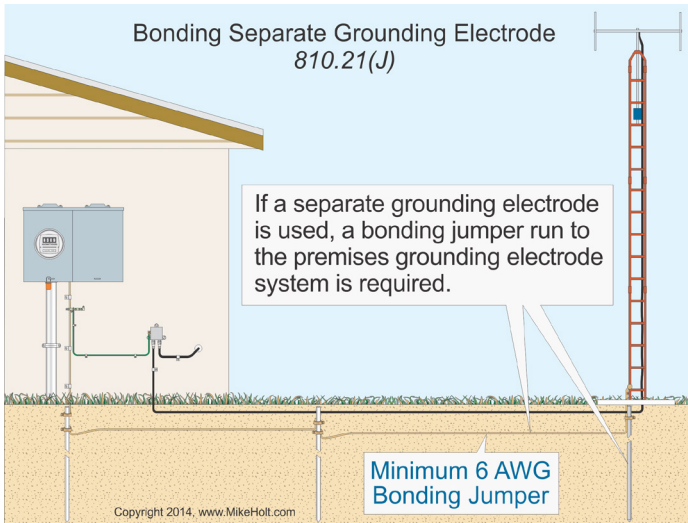 Bonding Separate Grounding Electrode
810.21(J)
If a separate grounding electrode
is used, a bonding jumper run to
the premises grounding electrode
system is required.
Minimum 6 AWG
Bonding Jumper
Copyright 2014, www.MikeHolt.com